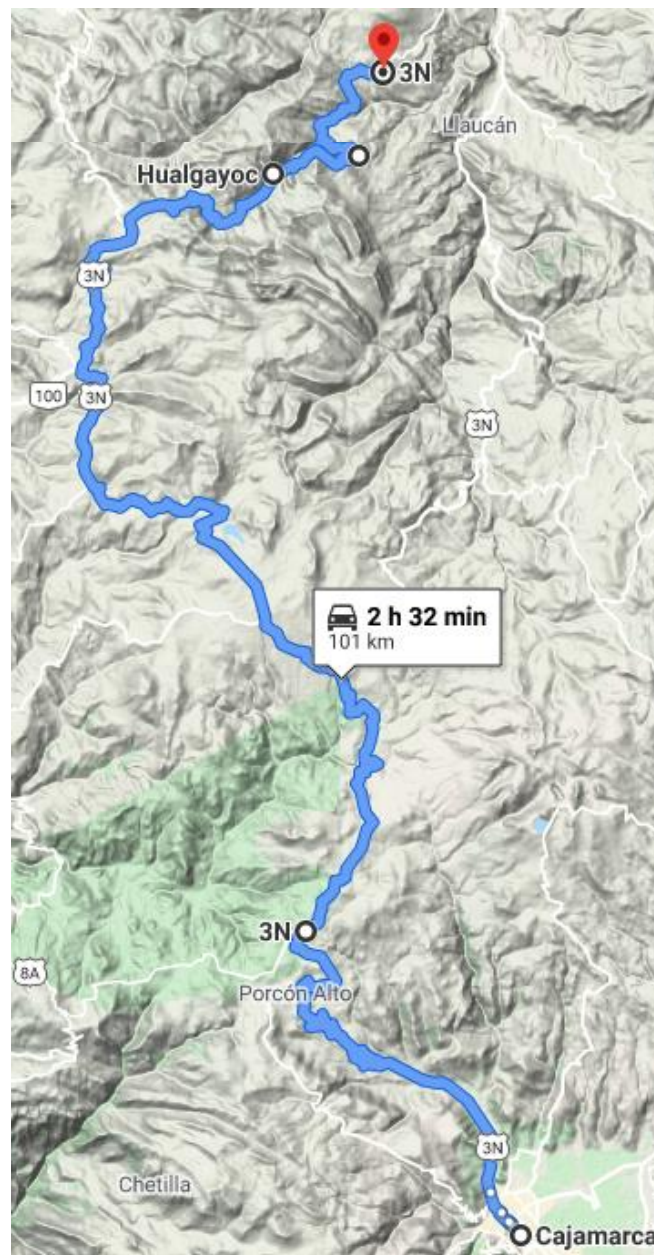 3N
Llaucán
Hualgayoc
3N
100
3N
3N
2 h 32 min
101 km
3N
8A
Porcón Alto
3N
Chetilla
Cajamarca